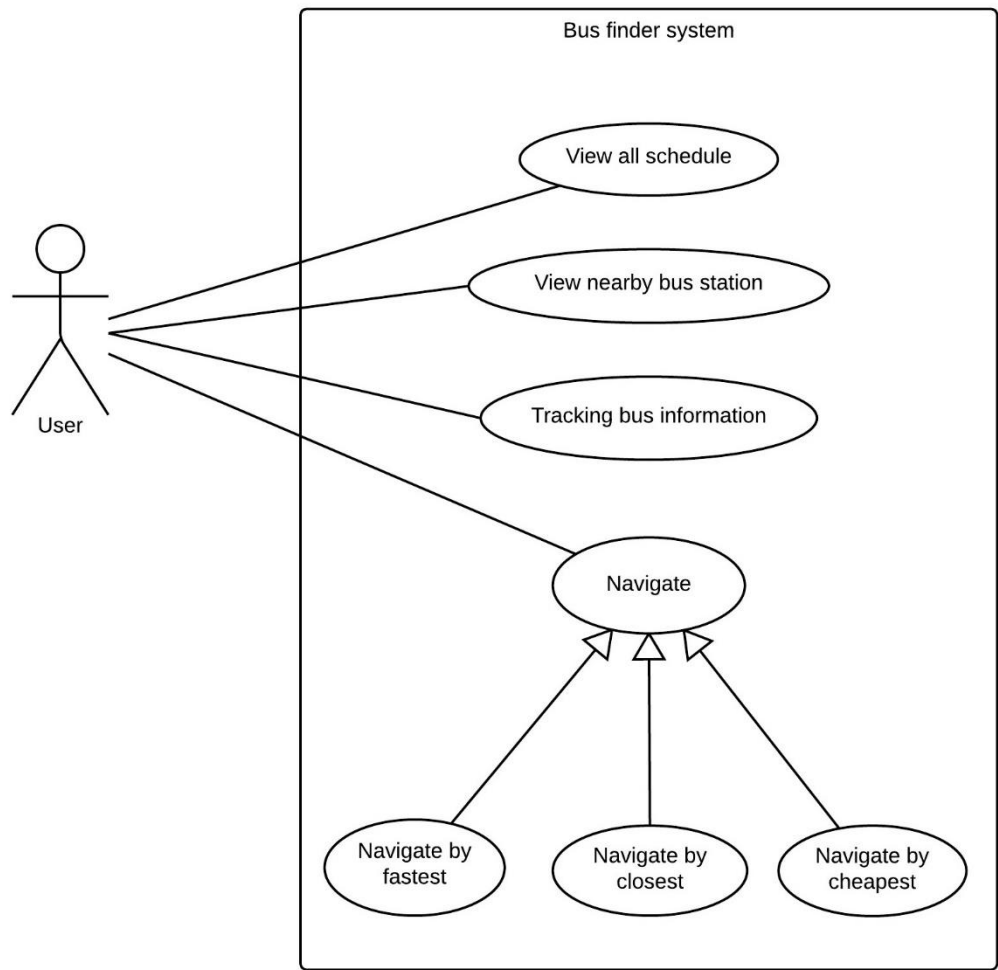 Bus finder system
View all schedule
View nearby bus station
Tracking bus information
User
Navigate
Navigate by
fastest
Navigate by
closest
Navigate by
cheapest